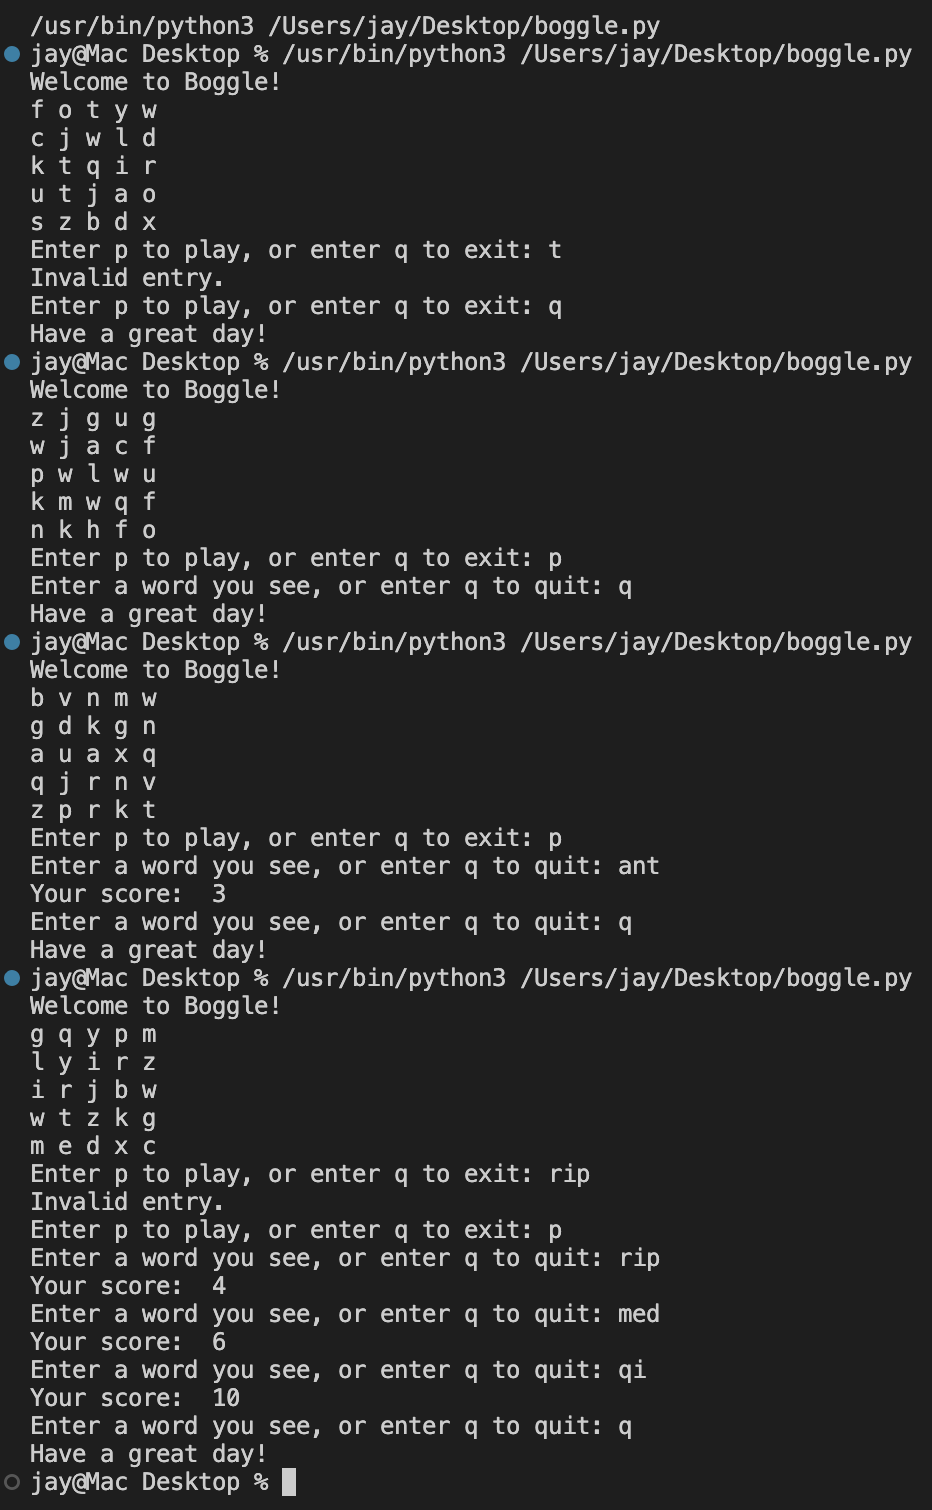 /usr/bin/python3 /Users/jay/Desktop/boggle.py
jay@Mac Desktop % /usr/bin/python3 /Users/jay/Desktop/boggle.py
Welcome to Boggle!
f o t y w
c j w l d
k t q i r
u t j a o
s z b d x
Enter p to play, or enter q to exit: t
Invalid entry.
Enter p to play, or enter q to exit: q
Have a great day!
jay@Mac Desktop % /usr/bin/python3 /Users/jay/Desktop/boggle.py
Welcome to Boggle!
z j g u g
w j a c f
p w l w u
k m w q f
n k h f o
Enter p to play, or enter q to exit: p
Enter a word you see, or enter q to quit: q
Have a great day!
jay@Mac Desktop % /usr/bin/python3 /Users/jay/Desktop/boggle.py
Welcome to Boggle!
b v n m w
g d k g n
a u a x q
q j r n v
z p r k t
Enter p to play, or enter q to exit: p
Enter a word you see, or enter q to quit: ant
Your score:  3
Enter a word you see, or enter q to quit: q
Have a great day!
jay@Mac Desktop % /usr/bin/python3 /Users/jay/Desktop/boggle.py
Welcome to Boggle!
g q y p m
l y i r z
i r j b w
w t z k g
m e d x c
Enter p to play, or enter q to exit: rip
Invalid entry.
Enter p to play, or enter q to exit: p
Enter a word you see, or enter q to quit: rip
Your score:  4
Enter a word you see, or enter q to quit: med
Your score:  6
Enter a word you see, or enter q to quit: qi
Your score:  10
Enter a word you see, or enter q to quit: q
Have a great day!
jay@Mac Desktop %